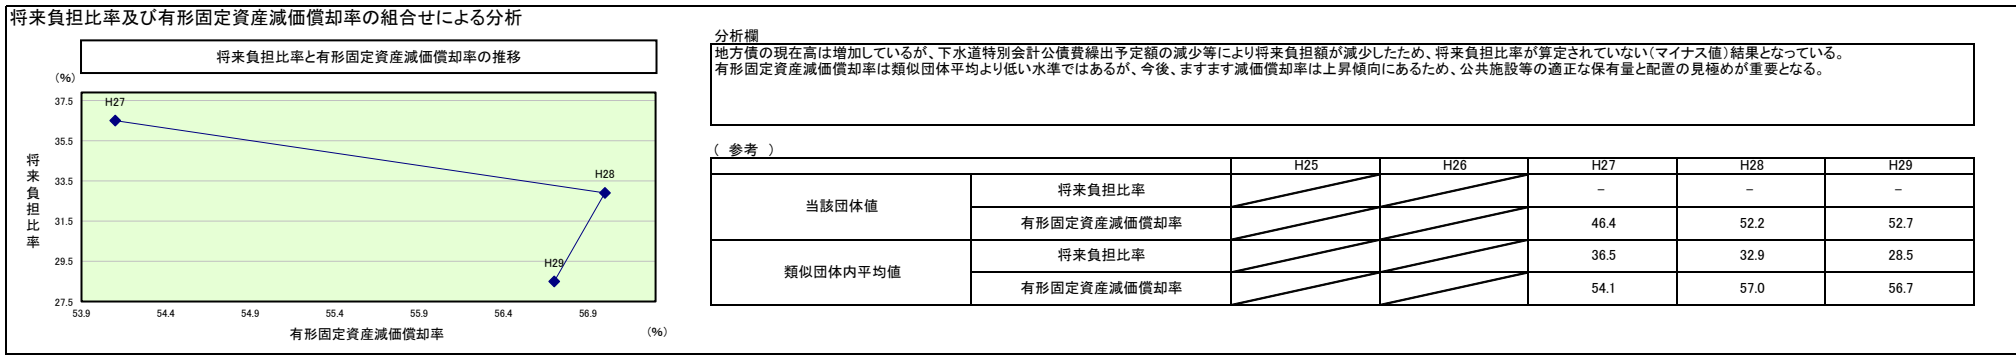 将来負担比率及び有形固定資産減価償却率の組合せによる分析
将来負担比率と有形固定資産減価償却率の推移
(%)
37.5
35.5
33.5
31.5
29.5
27.5
将来負担比率
H27
H28
H29
53.9 54.4 54.9 55.4 55.9 56.4 56.9
有形固定資産減価償却率
(%)
分析欄
地方債の現在高は増加しているが、下水道特別会計公債費繰出予定額の減少等により将来負担額が減少したため、将来負担比率が算定されていない(マイナス値)結果となっている。
有形固定資産減価償却率は類似団体平均より低い水準ではあるが、今後、ますます減価償却率は上昇傾向にあるため、公共施設等の適正な保有量と配置の見極めが重要となる。
( 参考 )
H25 H26 H27 H28 H29
当該団体値
将来負担比率 - - -
有形固定資産減価償却率 46.4 52.2 52.7
類似団体内平均値
将来負担比率 36.5 32.9 28.5
有形固定資産減価償却率 54.1 57.0 56.7